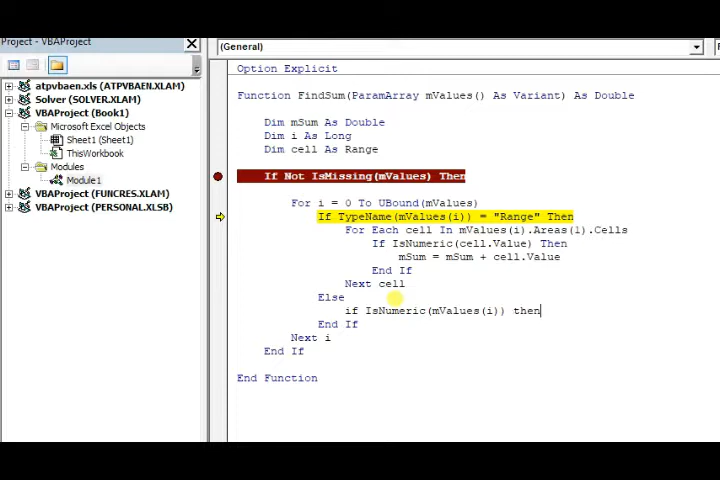 Project - VBAProject
(General)
atpvbaen.xls (ATPVBAEN.XLAM)
Solver (SOLVER.XLAM)
VBAProject (Book1)
Microsoft Excel Objects
Sheet1 (Sheet1)
ThisWorkbook
Modules
Module1
VBAProject (FUNCRES.XLAM)
VBAProject (PERSONAL.XLSB)
Option Explicit
Function FindSum(ParamArray mValues() As Variant) As Double
Dim mSum As Double
Dim i As Long
Dim cell As Range
If Not IsMissing(mValues) Then
For i = 0 To UBound(mValues)
If TypeName(mValues(i)) = "Range" Then
For Each cell In mValues(i).Areas(1).Cells
If IsNumeric(cell.Value) Then
mSum = mSum + cell.Value
End If
Next cell
Else
if IsNumeric(mValues(i)) then
End If
Next i
End If
End Function